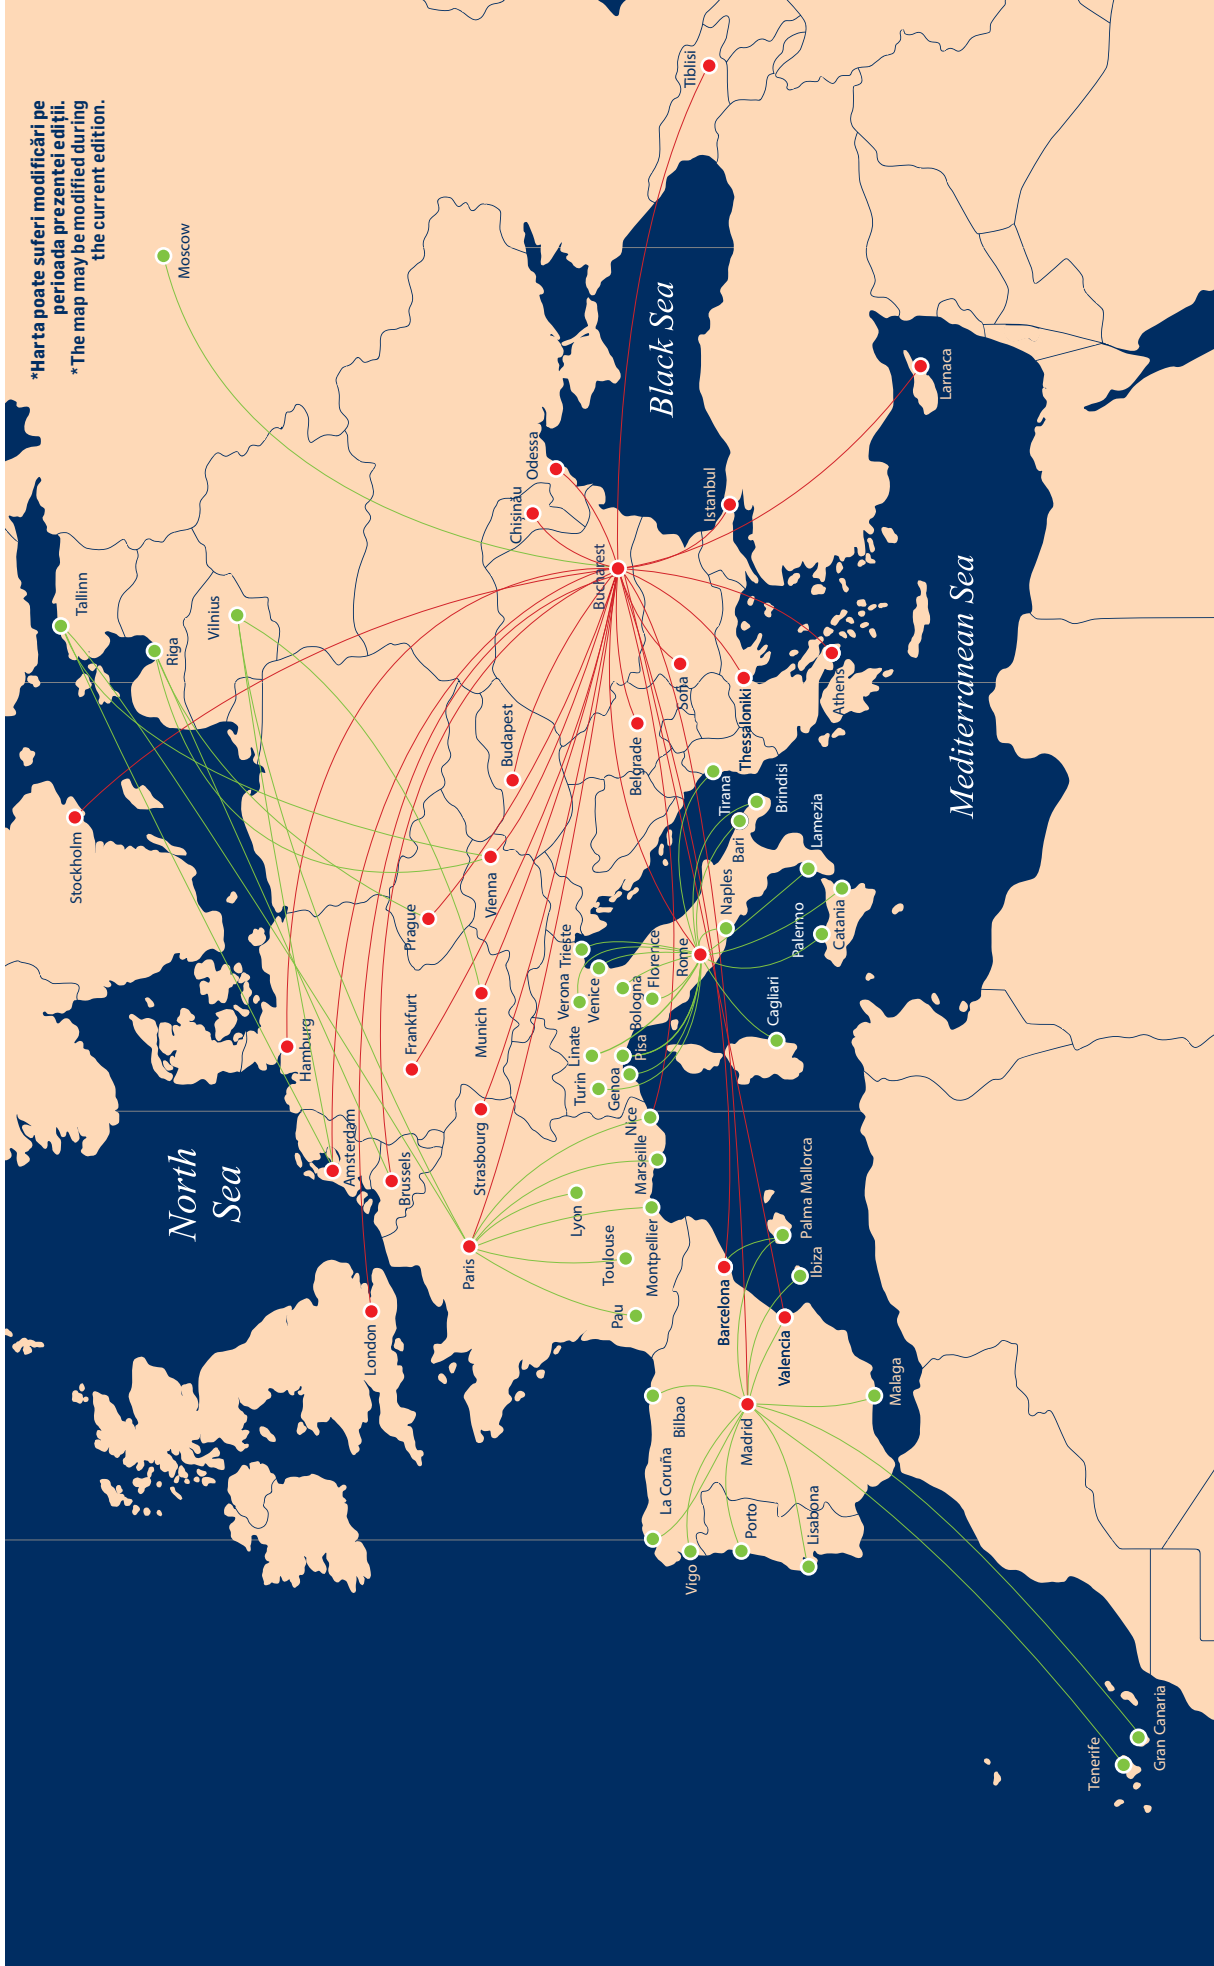 *Harta poate suferi modificări pe
perioada prezentei ediții.
*The map may be modified during
the current edition.
Moscow
Tiblisi
Black Sea
Larnaca
Odessa
Chișinău
Istanbul
Bucharest
Tallinn
Riga
Vilnius
Stockholm
Budapest
Belgrade
Sofia
Thessaloniki
Athens
Mediterranean Sea
Tirana
Brindisi
Bari
Lamezia
Naples
Palermo
Catania
Prague
Vienna
Trieste
Verona
Venice
Florence
Rome
Bologna
Cagliari
Hamburg
Frankfurt
Munich
Linate
Turin
Genoa
Pisa
North
Sea
Amsterdam
Brussels
Strasbourg
Nice
Marseille
Lyon
Montpellier
Toulouse
Pau
Paris
London
Palma Mallorca
Ibiza
Barcelona
Valencia
Malaga
Bilbao
Madrid
La Coruña
Vigo
Porto
Lisabona
Tenerife
Gran Canaria